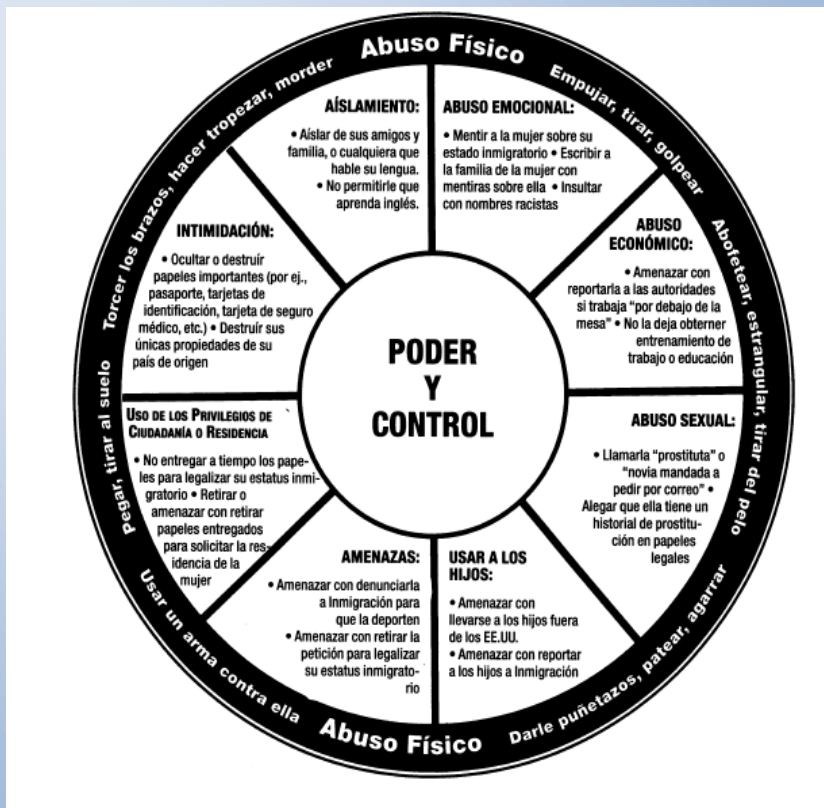 Abuso Físico
Empujar, tirar, golpear
Abofetear, estrangular, tirar del pelo
Darle puñetazos, patear, agarrar
Abuso Físico
Usar un arma contra ella
Pegar, tirar al suelo
Torcer los brazos, hacer tropezar, morder
AÍSLAMIENTO:
• Aíslar de sus amigos y
familia, o cualquiera que
hable su lengua.
• No permitirle que
aprenda inglés.
ABUSO EMOCIONAL:
• Mentir a la mujer sobre su
estado inmigratorio • Escribir a
la familia de la mujer con
mentiras sobre ella • Insultar
con nombres racistas
ABUSO
ECONÓMICO:
• Amenazar con
reportarla a las autoridades
si trabaja “por debajo de la
mesa” • No la deja obterner
entrenamiento de
trabajo o educación
ABUSO SEXUAL:
• Llamarla “prostituta” o
“novia mandada a
pedir por correo” •
Alegar que ella tiene un
historial de prostitu-
ción en papeles
legales
USAR A LOS
HIJOS:
• Amenazar con
llevarse a los hijos fuera
de los EE.UU.
• Amenazar con reportar
a los hijos a Inmigración
AMENAZAS:
• Amenazar con denunciarla
a Inmigración para
que la deporten
• Amenazar con retirar la
petición para legalizar
su estatus inmigrato-
rio
USO DE LOS PRIVILEGIOS DE
CIUDADANÍA O RESIDENCIA
• No entregar a tiempo los pape-
les para legalizar su estatus inmi-
gratorio • Retirar o
amenazar con retirar
papeles entregados
para solicitar la res-
idencia de la
mujer
INTIMIDACIÓN:
• Ocultar o destruír
papeles importantes (por ej.,
pasaporte, tarjetas de
identificación, tarjeta de seguro
médico, etc.) • Destruír sus
únicas propiedades de su
país de origen
PODER
Y
CONTROL